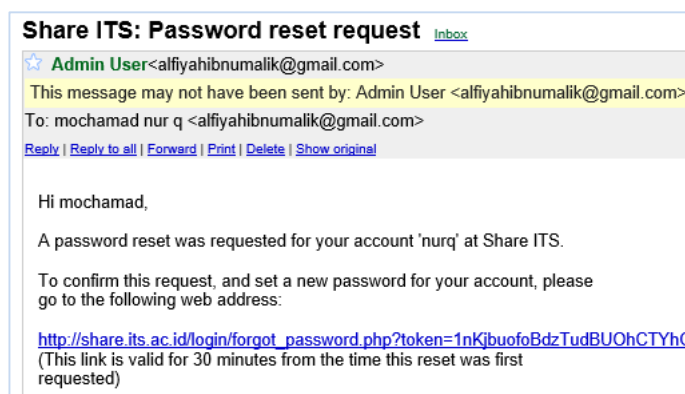 Share ITS: Password reset request Inbox
Admin User<alfiyahibnumalik@gmail.com>
This message may not have been sent by: Admin User <alfiyahibnumalik@gmail.com>
To: mochamad nur q <alfiyahibnumalik@gmail.com>
Reply | Reply to all | Forward | Print | Delete | Show original
Hi mochamad,
A password reset was requested for your account 'nurq' at Share ITS.
To confirm this request, and set a new password for your account, please
go to the following web address:
http://share.its.ac.id/login/forgot_password.php?token=1nKjbuofoBdzTudBUOhCTYh
(This link is valid for 30 minutes from the time this reset was first
requested)